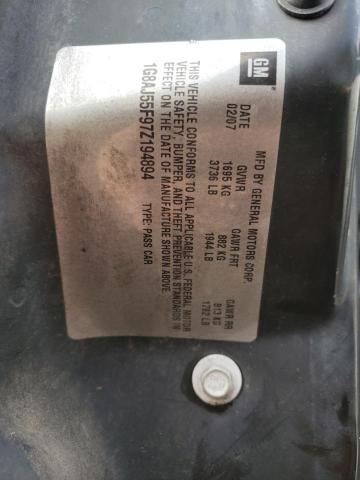 GM
MFD BY GENERAL MOTORS CORP.
DATE GVWR GAWR FRT GAWR RR
02/07 1695 KG 882 KG 813 KG
3736 LB 1944 LB 1792 LB
THIS VEHICLE CONFORMS TO ALL APPLICABLE U.S. FEDERAL MOTOR
VEHICLE SAFETY, BUMPER, AND THEFT PREVENTION STANDARDS IN
EFFECT ON THE DATE OF MANUFACTURE SHOWN ABOVE.
1G8AJ55F97Z194894 TYPE: PASS CAR